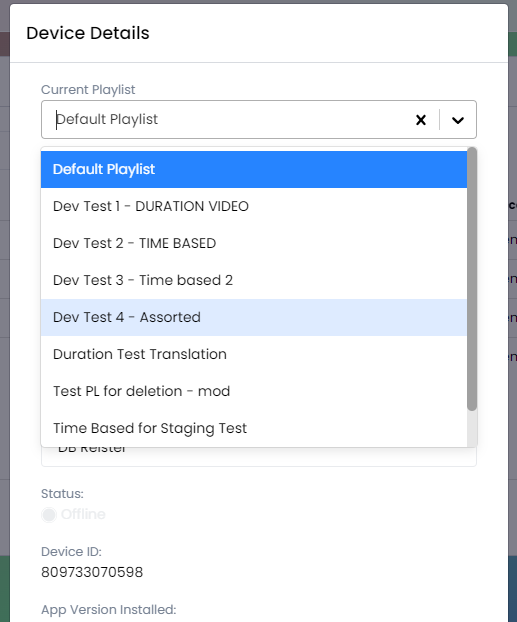 Device Details
Current Playlist
Default Playlist
Default Playlist
Dev Test 1 - DURATION VIDEO
Dev Test 2 - TIME BASED
Dev Test 3 - Time based 2
Dev Test 4 - Assorted
Duration Test Translation
Test PL for deletion - mod
Time Based for Staging Test
Status:
Offline
Device ID:
809733070598
App Version Installed: